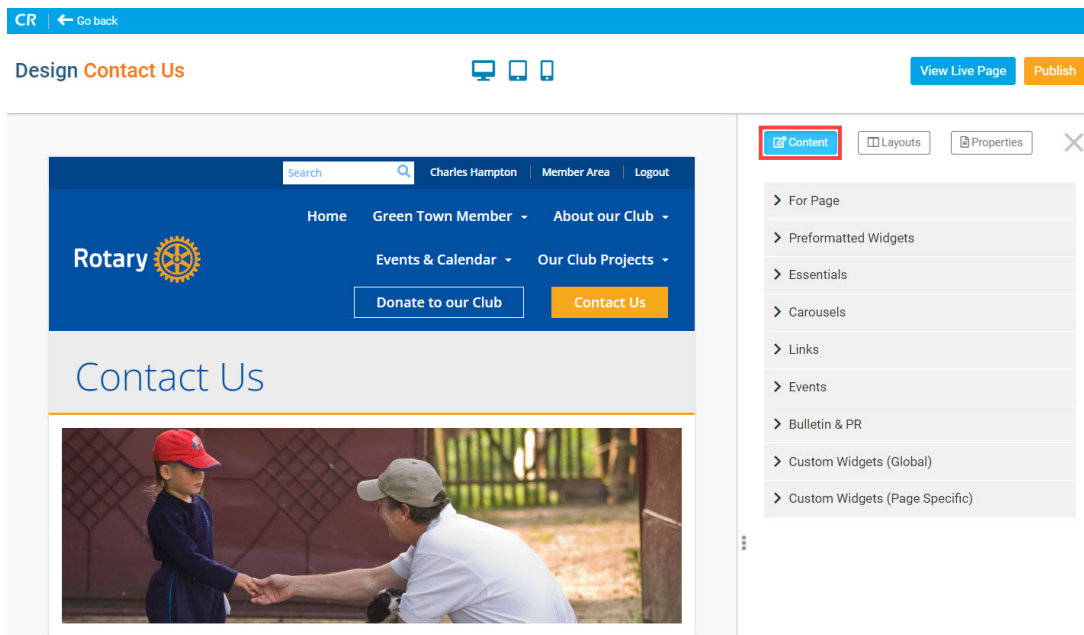 CR Go back
Design Contact Us
View Live Page Publish
Content Layouts Properties
Search Charles Hampton Member Area Logout
Home Green Town Member About our Club
Rotary
Events & Calendar Our Club Projects
Donate to our Club Contact Us
Contact Us
For Page
Preformatted Widgets
Essentials
Carousels
Links
Events
Bulletin & PR
Custom Widgets (Global)
Custom Widgets (Page Specific)